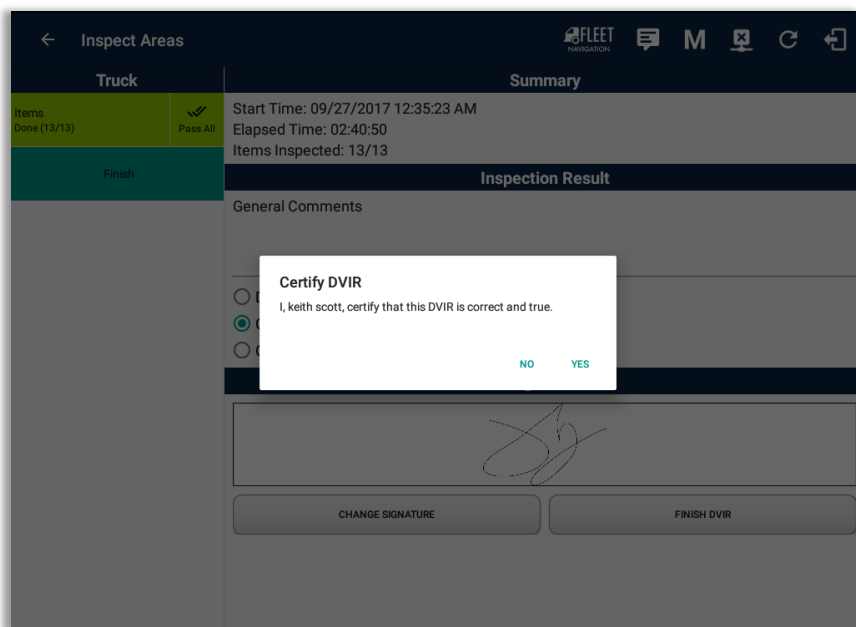 Inspect Areas
FLEET
NAVIGATION
M
Truck
Summary
Items
Done (13/13)
Pass All
Finish
Start Time: 09/27/2017 12:35:23 AM
Elapsed Time: 02:40:50
Items Inspected: 13/13
Inspection Result
General Comments
Certify DVIR
I, keith scott, certify that this DVIR is correct and true.
NO
YES
CHANGE SIGNATURE
FINISH DVIR